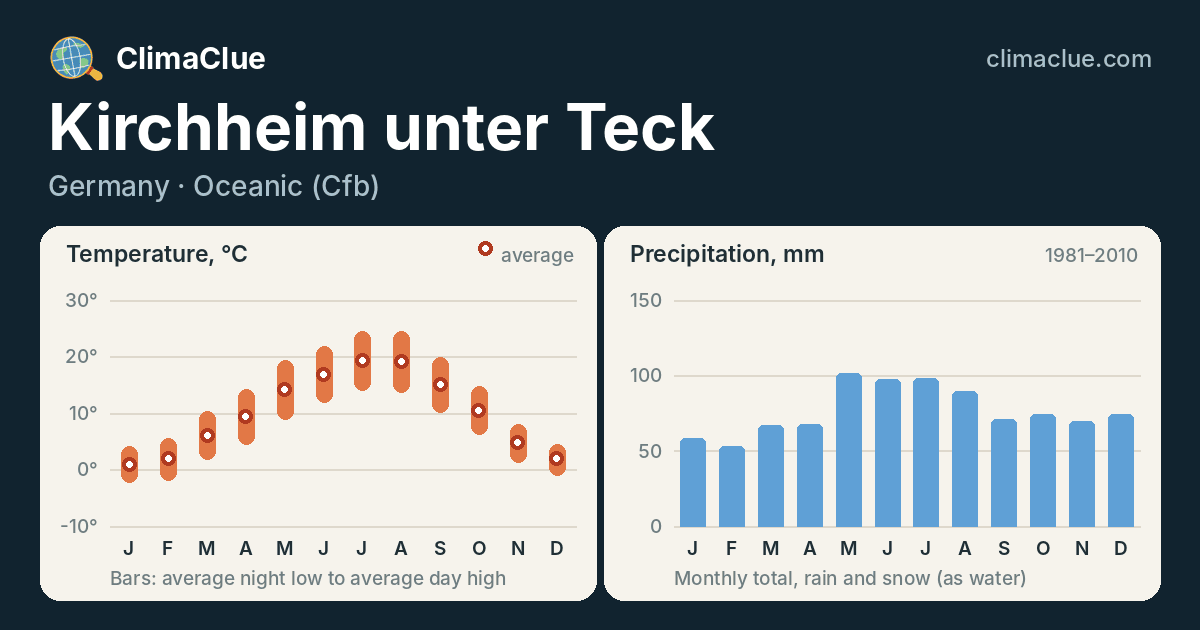 ClimaClue
climaclue.com
Kirchheim unter Teck
Germany · Oceanic (Cfb)
Temperature, °C
average
30°
20°
10°
0°
-10°
J F M A M J J A S O N D
Bars: average night low to average day high
Precipitation, mm
1981–2010
150
100
50
0
J F M A M J J A S O N D
Monthly total, rain and snow (as water)